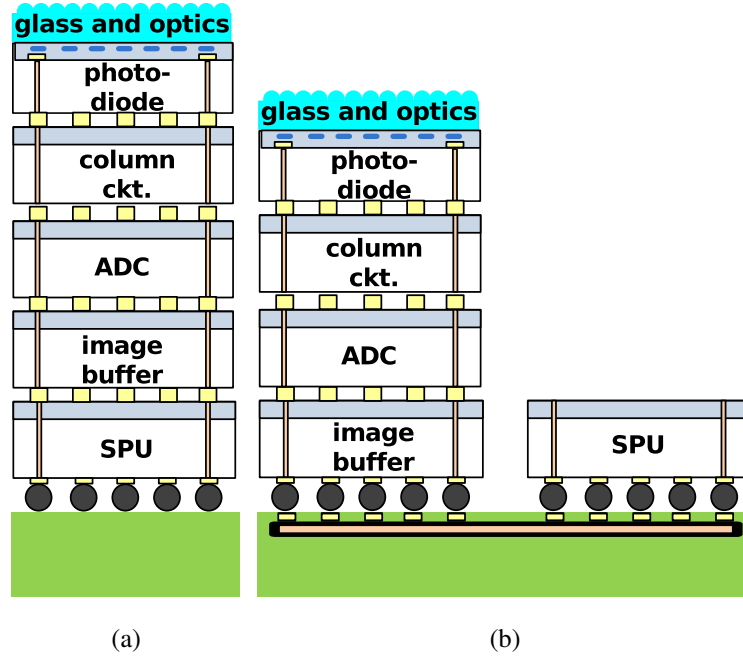 glass and optics
photo-
diode
column
ckt.
ADC
image
buffer
SPU
(a)
glass and optics
photo-
diode
column
ckt.
ADC
image
buffer
SPU
(b)